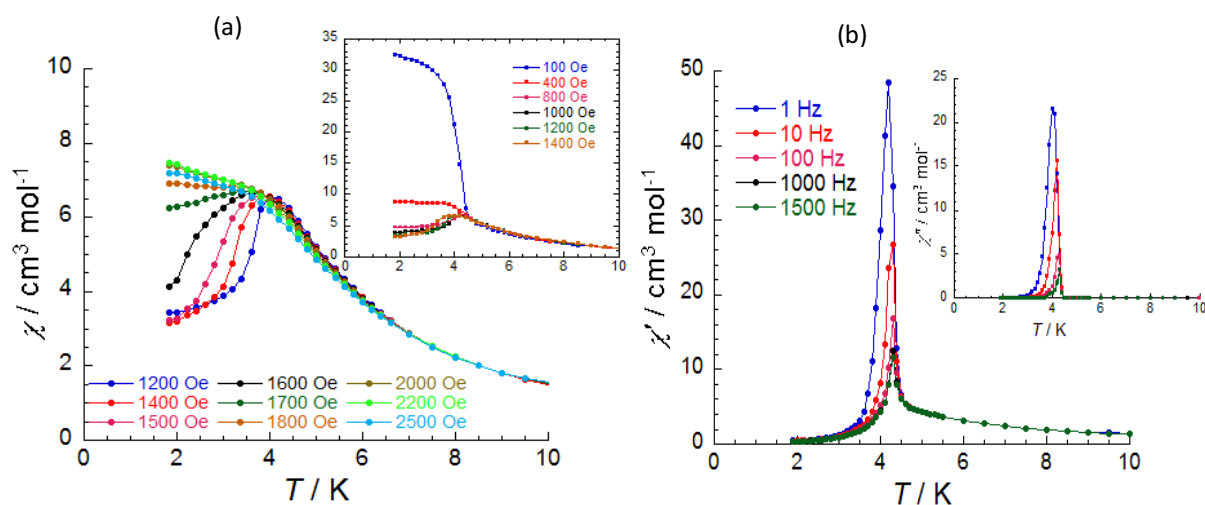 (a)
χ / cm³ mol⁻¹
10
8
6
4
2
0
0
2
4
6
8
10
T / K
1200 Oe
1400 Oe
1500 Oe
1600 Oe
1700 Oe
1800 Oe
2000 Oe
2200 Oe
2500 Oe
35
30
25
20
15
10
5
0
0
2
4
6
8
10
100 Oe
400 Oe
800 Oe
1000 Oe
1200 Oe
1400 Oe
(b)
χ' / cm³ mol⁻¹
50
40
30
20
10
0
0
2
4
6
8
10
T / K
1 Hz
10 Hz
100 Hz
1000 Hz
1500 Hz
χ'' / cm³ mol⁻
25
20
15
10
5
0
0
2
4
6
8
10
T / K